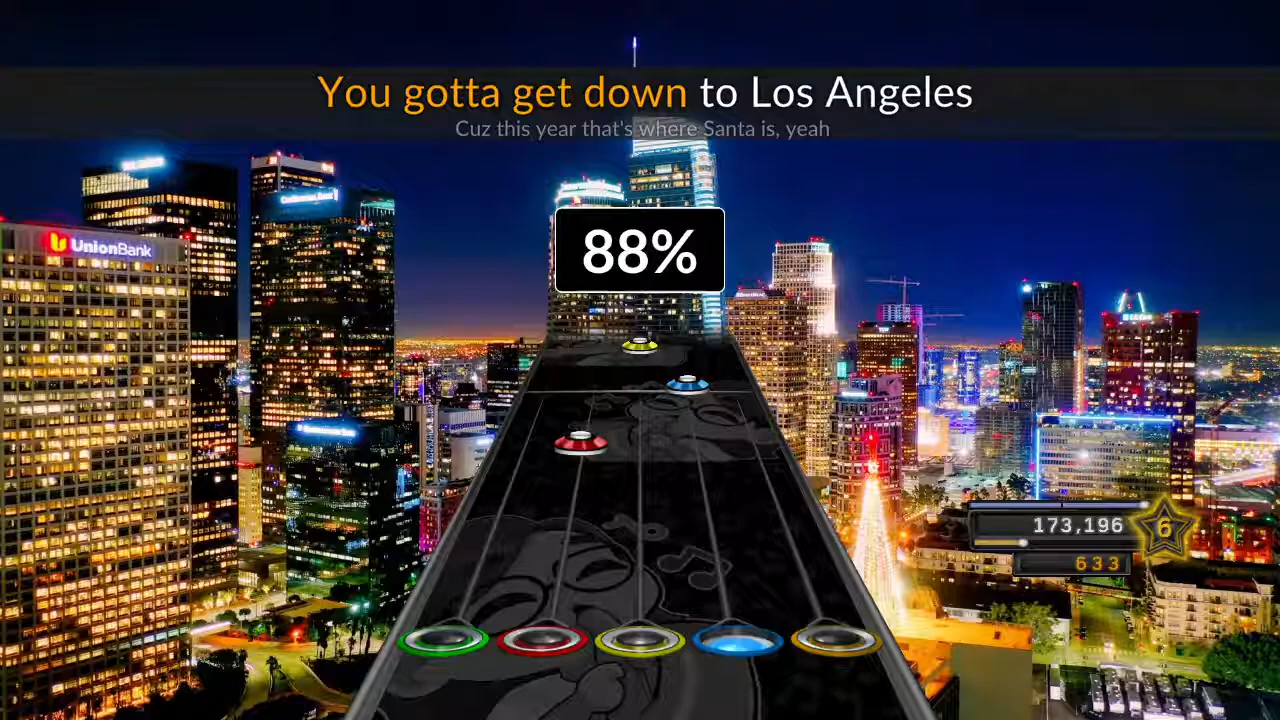 You gotta get down to Los Angeles
Cuz this year that's where Santa is, yeah
UnionBank
88%
173,196
6
633